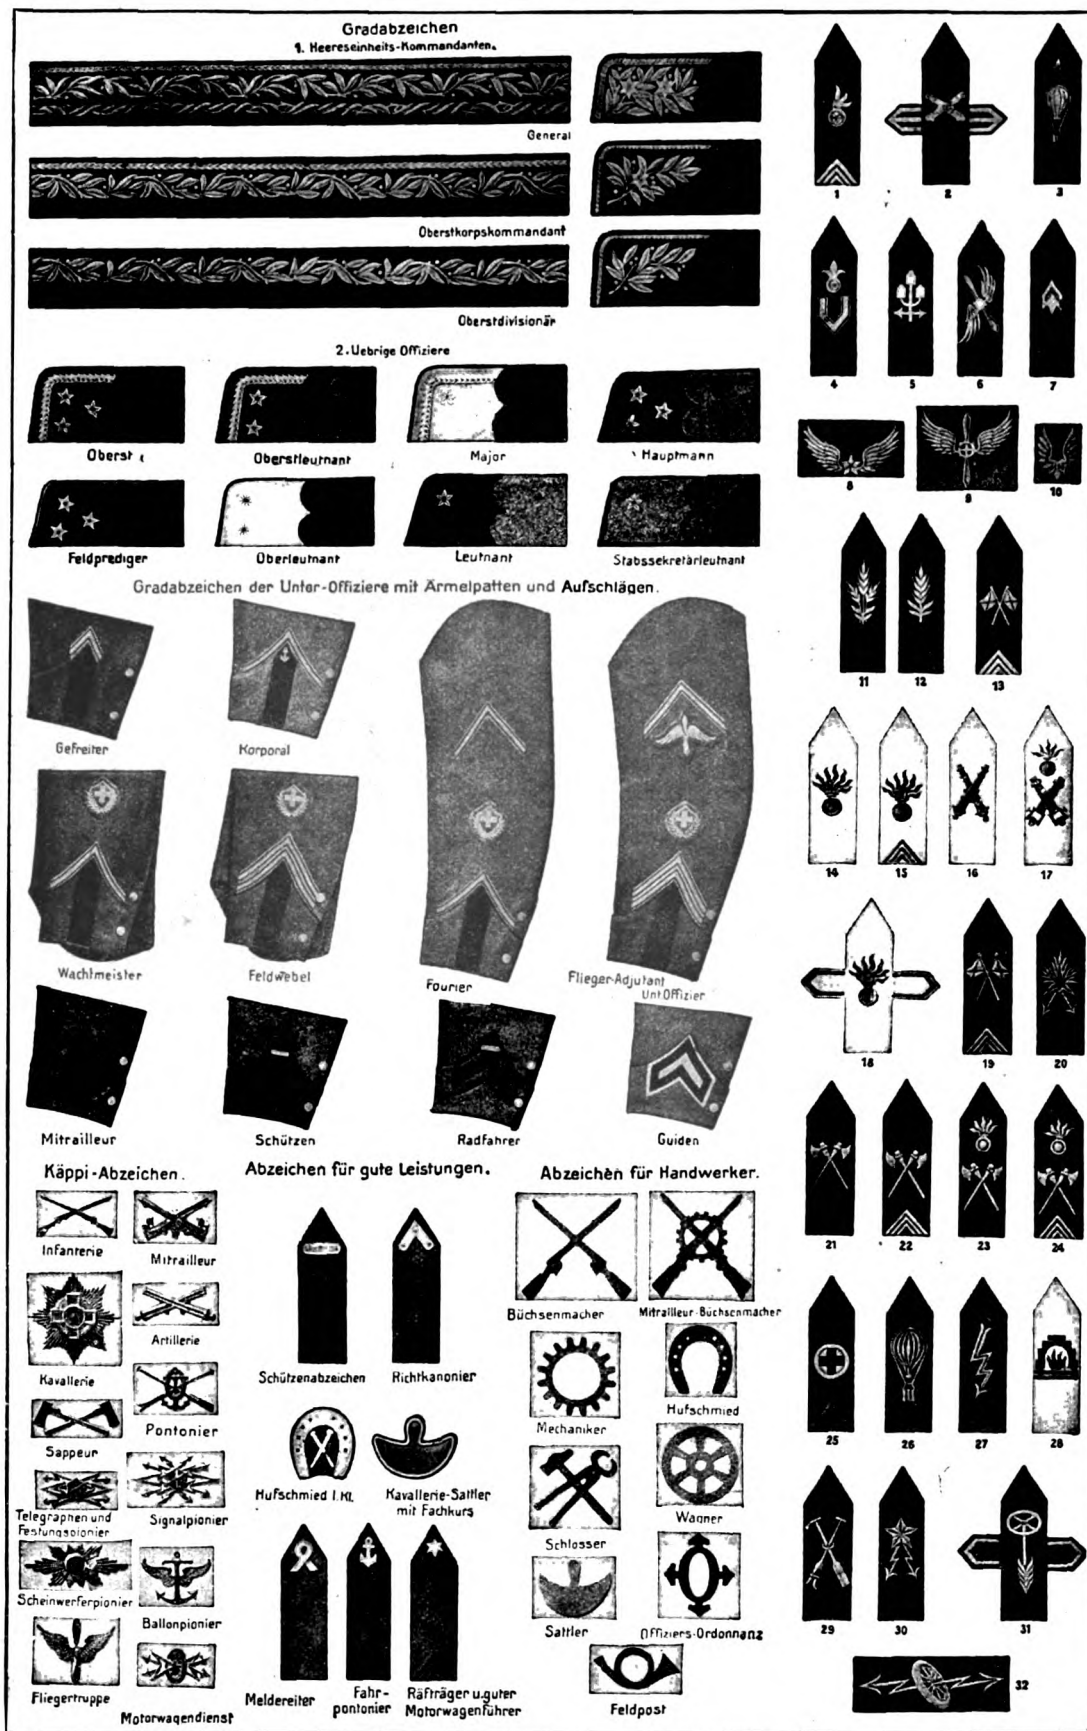 Gradabzeichen
1. Heereseinheits-Kommandanten.
General
Oberstkorpskommandant
Oberstdivisionär
2. Uebrige Offiziere
Oberst
Oberstleutnant
Major
Hauptmann
Feldprediger
Oberleutnant
Leutnant
Stabssekretärleutnant
Gradabzeichen der Unter-Offiziere mit Ärmelpatten und Aufschlägen.
Gefreiter
Korporal
Wachtmeister
Feldwebel
Fourier
Flieger-Adjutant
Unt.Offizier
Mitrailleur
Schützen
Radfahrer
Guiden
Käppi-Abzeichen.
Infanterie
Mitrailleur
Kavallerie
Artillerie
Sappeur
Pontonier
Telegraphen und
Festungspionier
Signalpionier
Scheinwerferpionier
Ballonpionier
Fliegertruppe
Motorwagendienst
Abzeichen für gute Leistungen.
Schützenabzeichen
Richtkanonier
Hufschmied I. Kl.
Kavallerie-Sattler
mit Fachkurs
Meldereiter
Fahr-
pontonier
Räfträger u. guter
Motorwagenführer
Abzeichen für Handwerker.
Büchsenmacher
Mitrailleur-Büchsenmacher
Mechaniker
Hufschmied
Schlosser
Wagner
Sattler
Offiziers-Ordonnanz
Feldpost
1
2
3
4
5
6
7
8
9
10
11
12
13
14
15
16
17
18
19
20
21
22
23
24
25
26
27
28
29
30
31
32